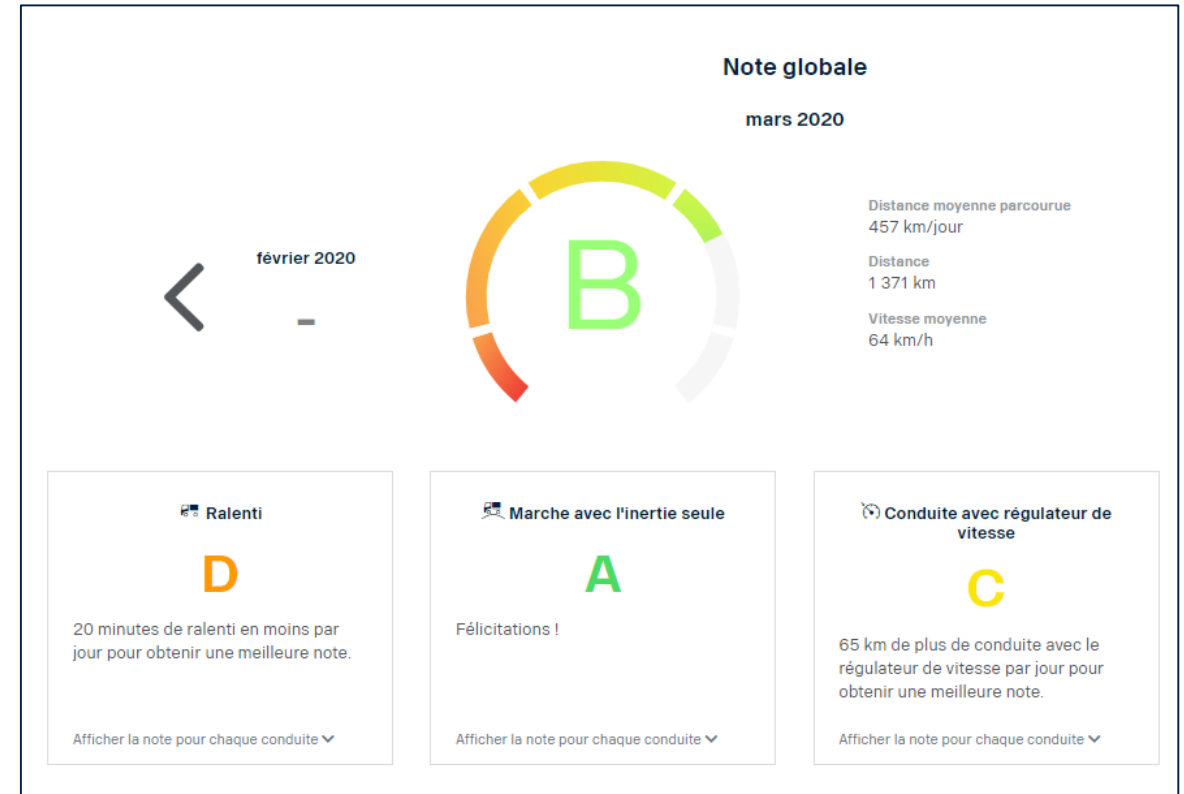 Note globale
mars 2020
février 2020
-
B
Distance moyenne parcourue
457 km/jour
Distance
1 371 km
Vitesse moyenne
64 km/h
Ralenti
D
20 minutes de ralenti en moins par
jour pour obtenir une meilleure note.
Afficher la note pour chaque conduite
Marche avec l'inertie seule
A
Félicitations !
Afficher la note pour chaque conduite
Conduite avec régulateur de
vitesse
C
65 km de plus de conduite avec le
régulateur de vitesse par jour pour
obtenir une meilleure note.
Afficher la note pour chaque conduite